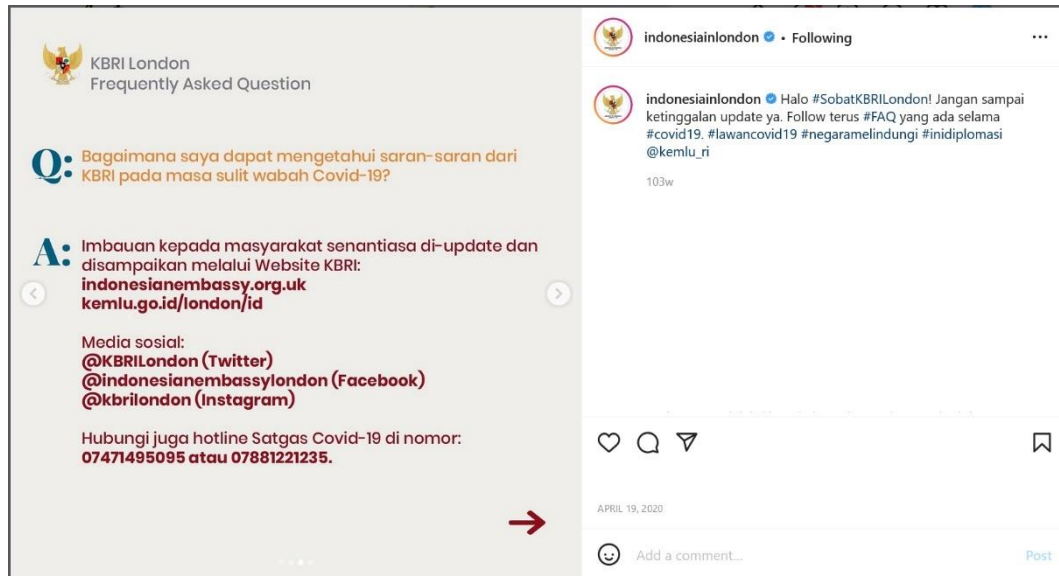 KBRI London
Frequently Asked Question
Q: Bagaimana saya dapat mengetahui saran-saran dari
KBRI pada masa sulit wabah Covid-19?
A: Imbauan kepada masyarakat senantiasa di-update dan
disampaikan melalui Website KBRI:
indonesianembassy.org.uk
kemlu.go.id/london/id
Media sosial:
@KBRILondon (Twitter)
@indonesianembassylondon (Facebook)
@kbrilondon (Instagram)
Hubungi juga hotline Satgas Covid-19 di nomor:
07471495095 atau 07881221235.
indonesiainlondon • Following
indonesiainlondon Halo #SobatKBRILondon! Jangan sampai
ketinggalan update ya. Follow terus #FAQ yang ada selama
#covid19. #lawancovid19 #negaramelindungi #inidiplomasi
@kemlu_ri
103w
APRIL 19, 2020
Add a comment...
Post